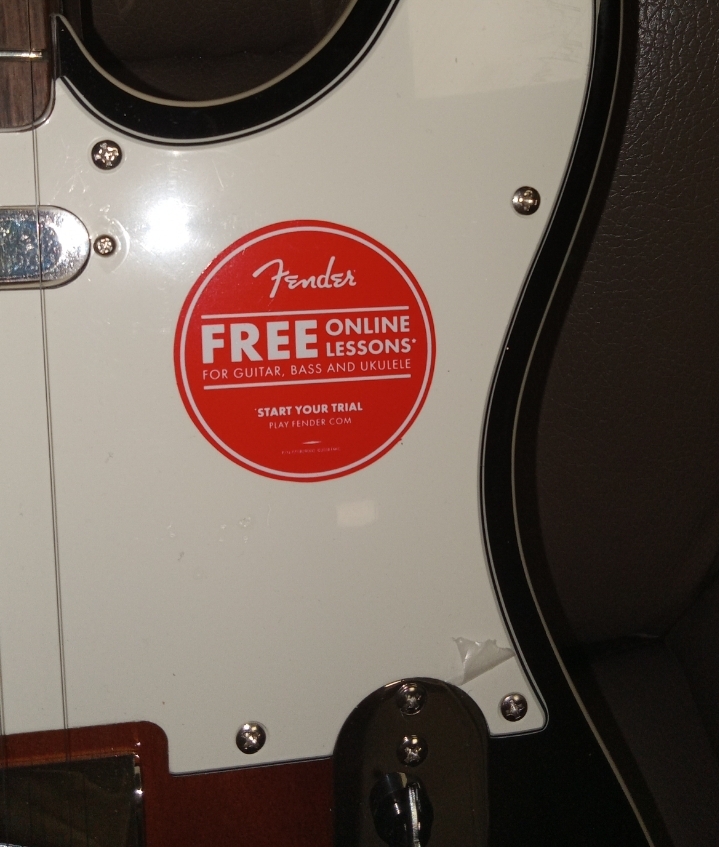 Fender
FREE ONLINE
LESSONS*
FOR GUITAR, BASS AND UKULELE
*START YOUR TRIAL
PLAY.FENDER.COM